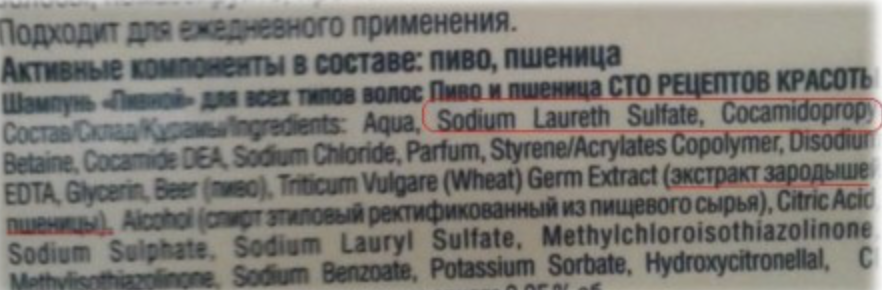 Подходит для ежедневного применения.
Активные компоненты в составе: пиво, пшеница
Шампунь «Пивной» для всех типов волос Пиво и пшеница СТО РЕЦЕПТОВ КРАСОТЫ
Состав/Склад/Құрамы/Ingredients: Aqua, Sodium Laureth Sulfate, Cocamidopropy
Betaine, Cocamide DEA, Sodium Chloride, Parfum, Styrene/Acrylates Copolymer, Disodium
EDTA, Glycerin, Beer (пиво), Triticum Vulgare (Wheat) Germ Extract (экстракт зародышей
пшеницы), Alcohol (спирт этиловый ректификованный из пищевого сырья), Citric Acid,
Sodium Sulphate, Sodium Lauryl Sulfate, Methylchloroisothiazolinone,
Methylisothiazolinone, Sodium Benzoate, Potassium Sorbate, Hydroxycitronellal, C